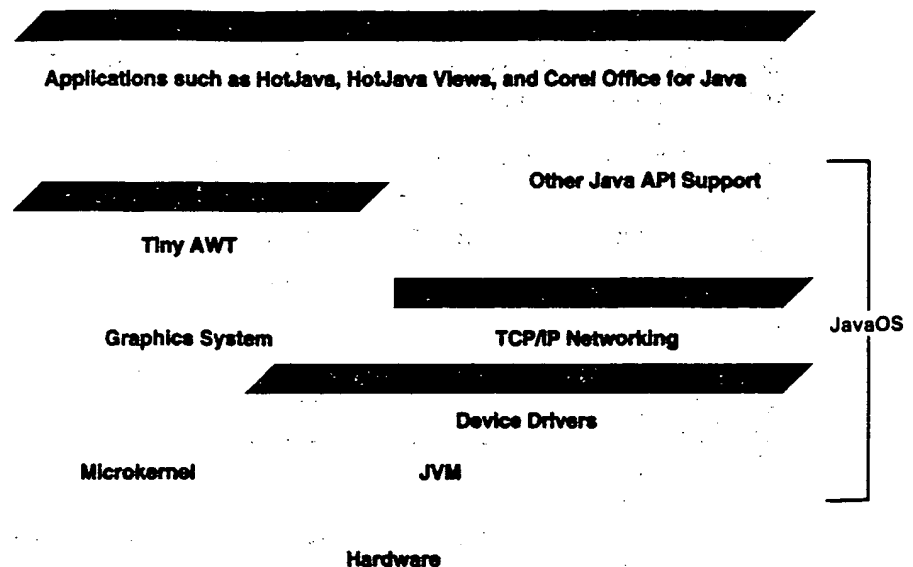 Applications such as HotJava, HotJava Views, and Corel Office for Java
Other Java API Support
Tiny AWT
Graphics System
TCP/IP Networking
JavaOS
Device Drivers
Microkernel
JVM
Hardware